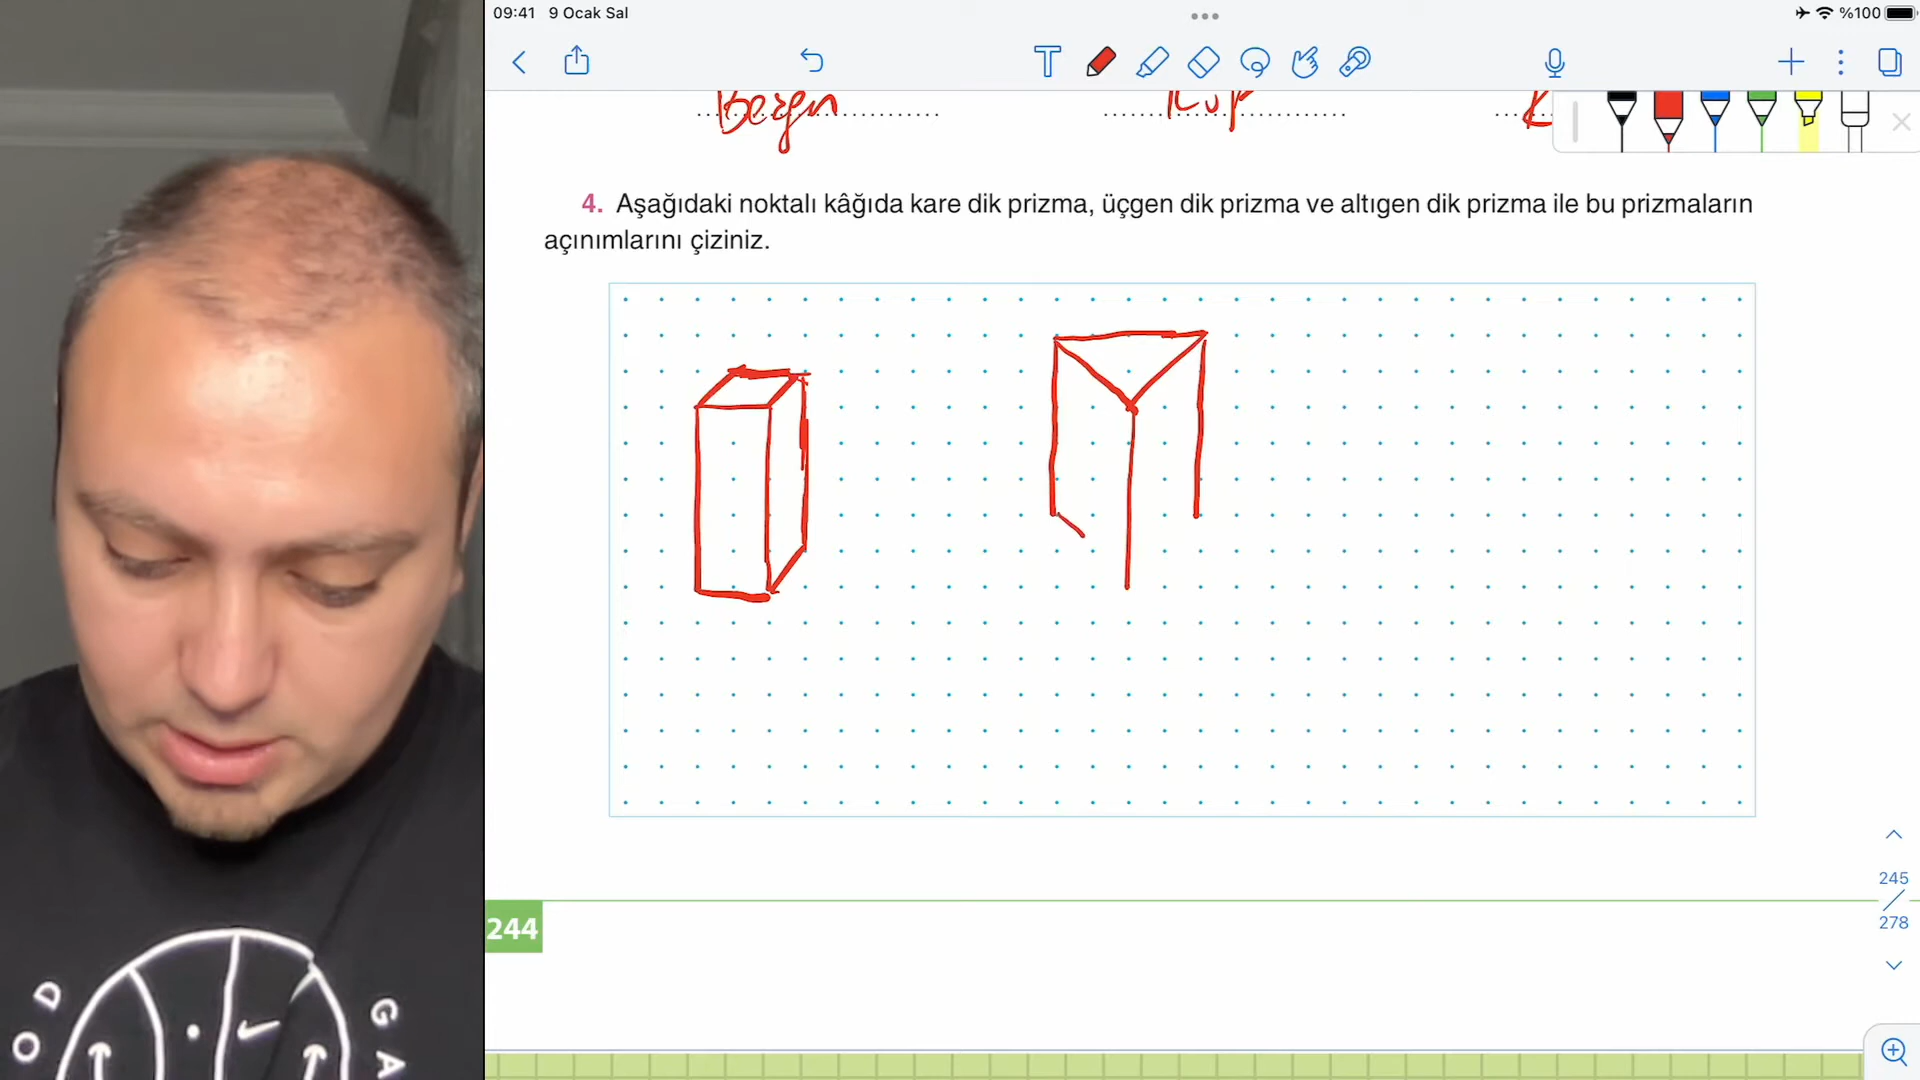 09:41 9 Ocak Sal
%100
T
4. Aşağıdaki noktalı kâğıda kare dik prizma, üçgen dik prizma ve altıgen dik prizma ile bu prizmaların
açınımlarını çiziniz.
245
278
244
O D
G A